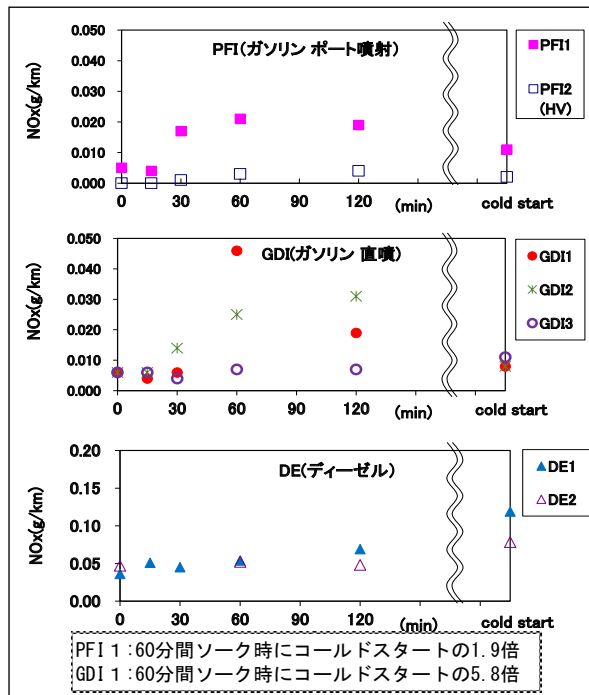 PFI(ガソリン ポート噴射)
NOx(g/km)
0.050
0.040
0.030
0.020
0.010
0.000
0 30 60 90 120 (min) cold start
PFI1
PFI2
(HV)
GDI(ガソリン 直噴)
NOx(g/km)
0.050
0.040
0.030
0.020
0.010
0.000
0 30 60 90 120 (min) cold start
GDI1
GDI2
GDI3
DE(ディーゼル)
NOx(g/km)
0.20
0.15
0.10
0.05
0.00
0 30 60 90 120 (min) cold start
DE1
DE2
PFI１:60分間ソーク時にコールドスタートの1.9倍
GDI１:60分間ソーク時にコールドスタートの5.8倍